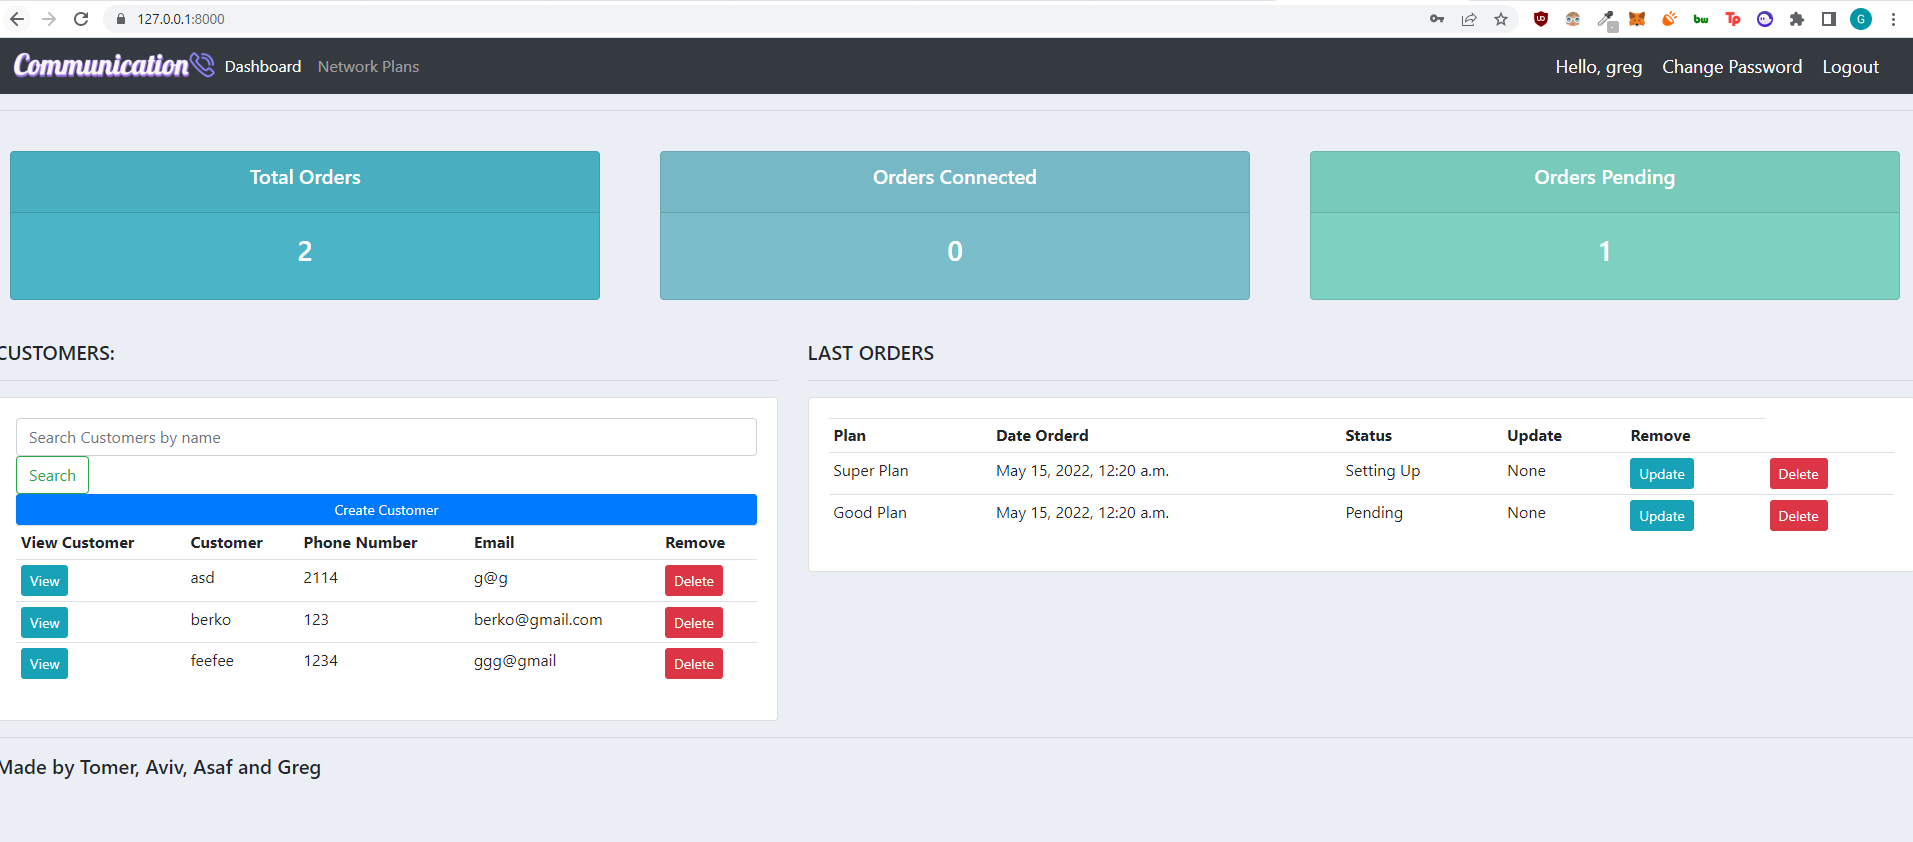 127.0.0.1:8000
Communication Dashboard Network Plans Hello, greg Change Password Logout
Total Orders Orders Connected Orders Pending
2 0 1
CUSTOMERS: LAST ORDERS
Search Customers by name
Search
Create Customer
View Customer Customer Phone Number Email Remove
View asd 2114 g@g Delete
View berko 123 berko@gmail.com Delete
View feefee 1234 ggg@gmail Delete
Plan Date Orderd Status Update Remove
Super Plan May 15, 2022, 12:20 a.m. Setting Up None Update Delete
Good Plan May 15, 2022, 12:20 a.m. Pending None Update Delete
Made by Tomer, Aviv, Asaf and Greg